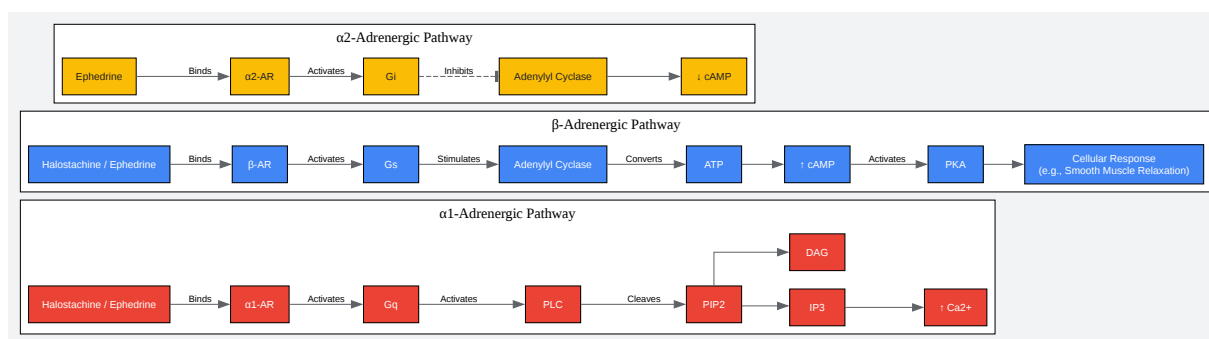 α2-Adrenergic Pathway
Ephedrine
Binds
α2-AR
Activates
Gi
Inhibits
Adenylyl Cyclase
↓ cAMP
β-Adrenergic Pathway
Halostachine / Ephedrine
Binds
β-AR
Activates
Gs
Stimulates
Adenylyl Cyclase
Converts
ATP
↑ cAMP
Activates
PKA
Cellular Response
(e.g., Smooth Muscle Relaxation)
α1-Adrenergic Pathway
DAG
Halostachine / Ephedrine
Binds
α1-AR
Activates
Gq
Activates
PLC
Cleaves
PIP2
IP3
↑ Ca2+